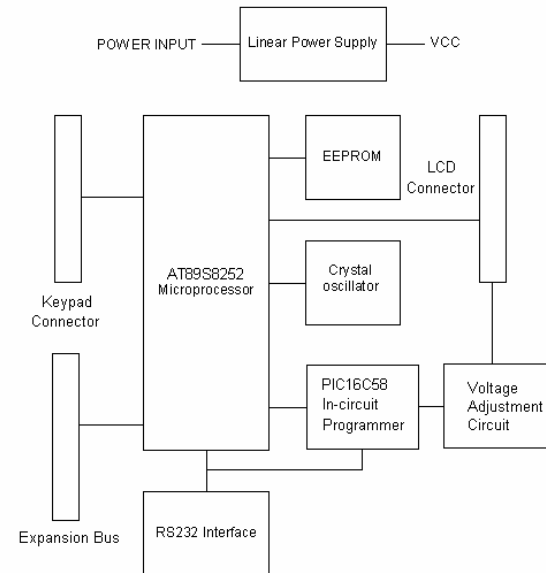 POWER INPUT
Linear Power Supply
VCC
EEPROM
LCD
Connector
AT89S8252
Microprocessor
Crystal
oscillator
Keypad
Connector
PIC16C58
In-circuit
Programmer
Voltage
Adjustment
Circuit
Expansion Bus
RS232 Interface